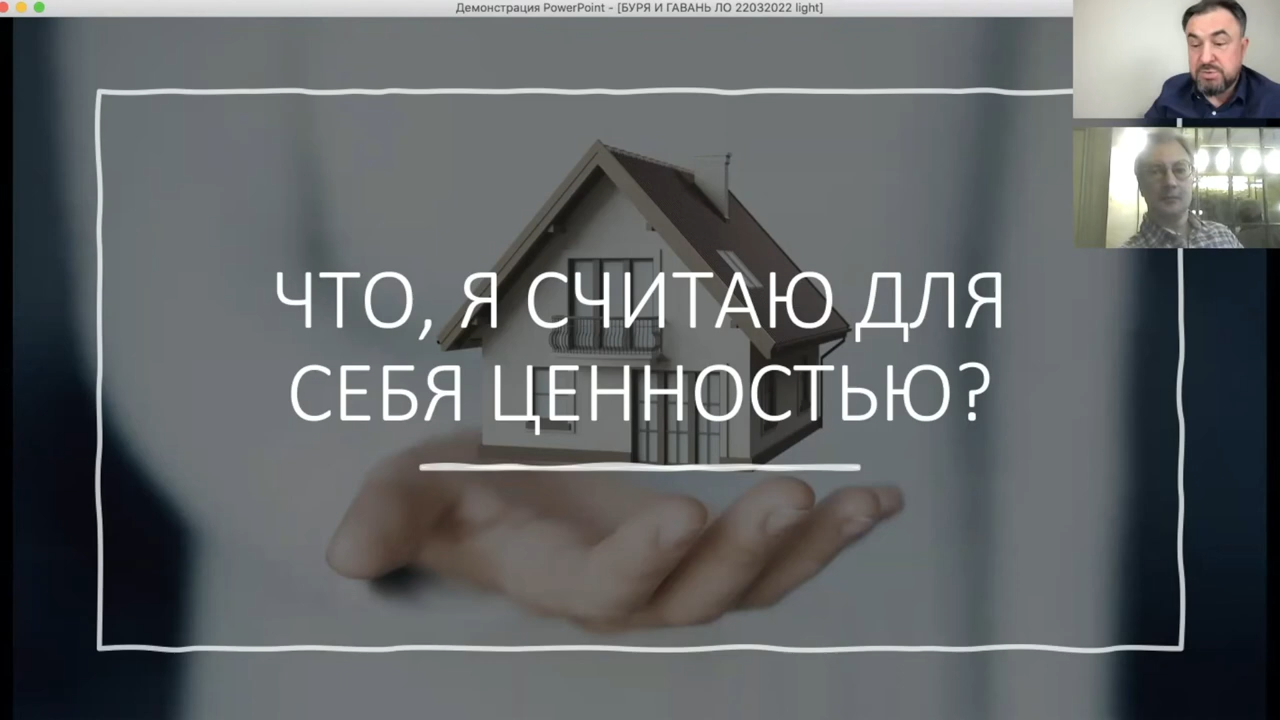 Демонстрация PowerPoint - [БУРЯ И ГАВАНЬ ЛО 22032022 light]
ЧТО, Я СЧИТАЮ ДЛЯ
СЕБЯ ЦЕННОСТЬЮ?